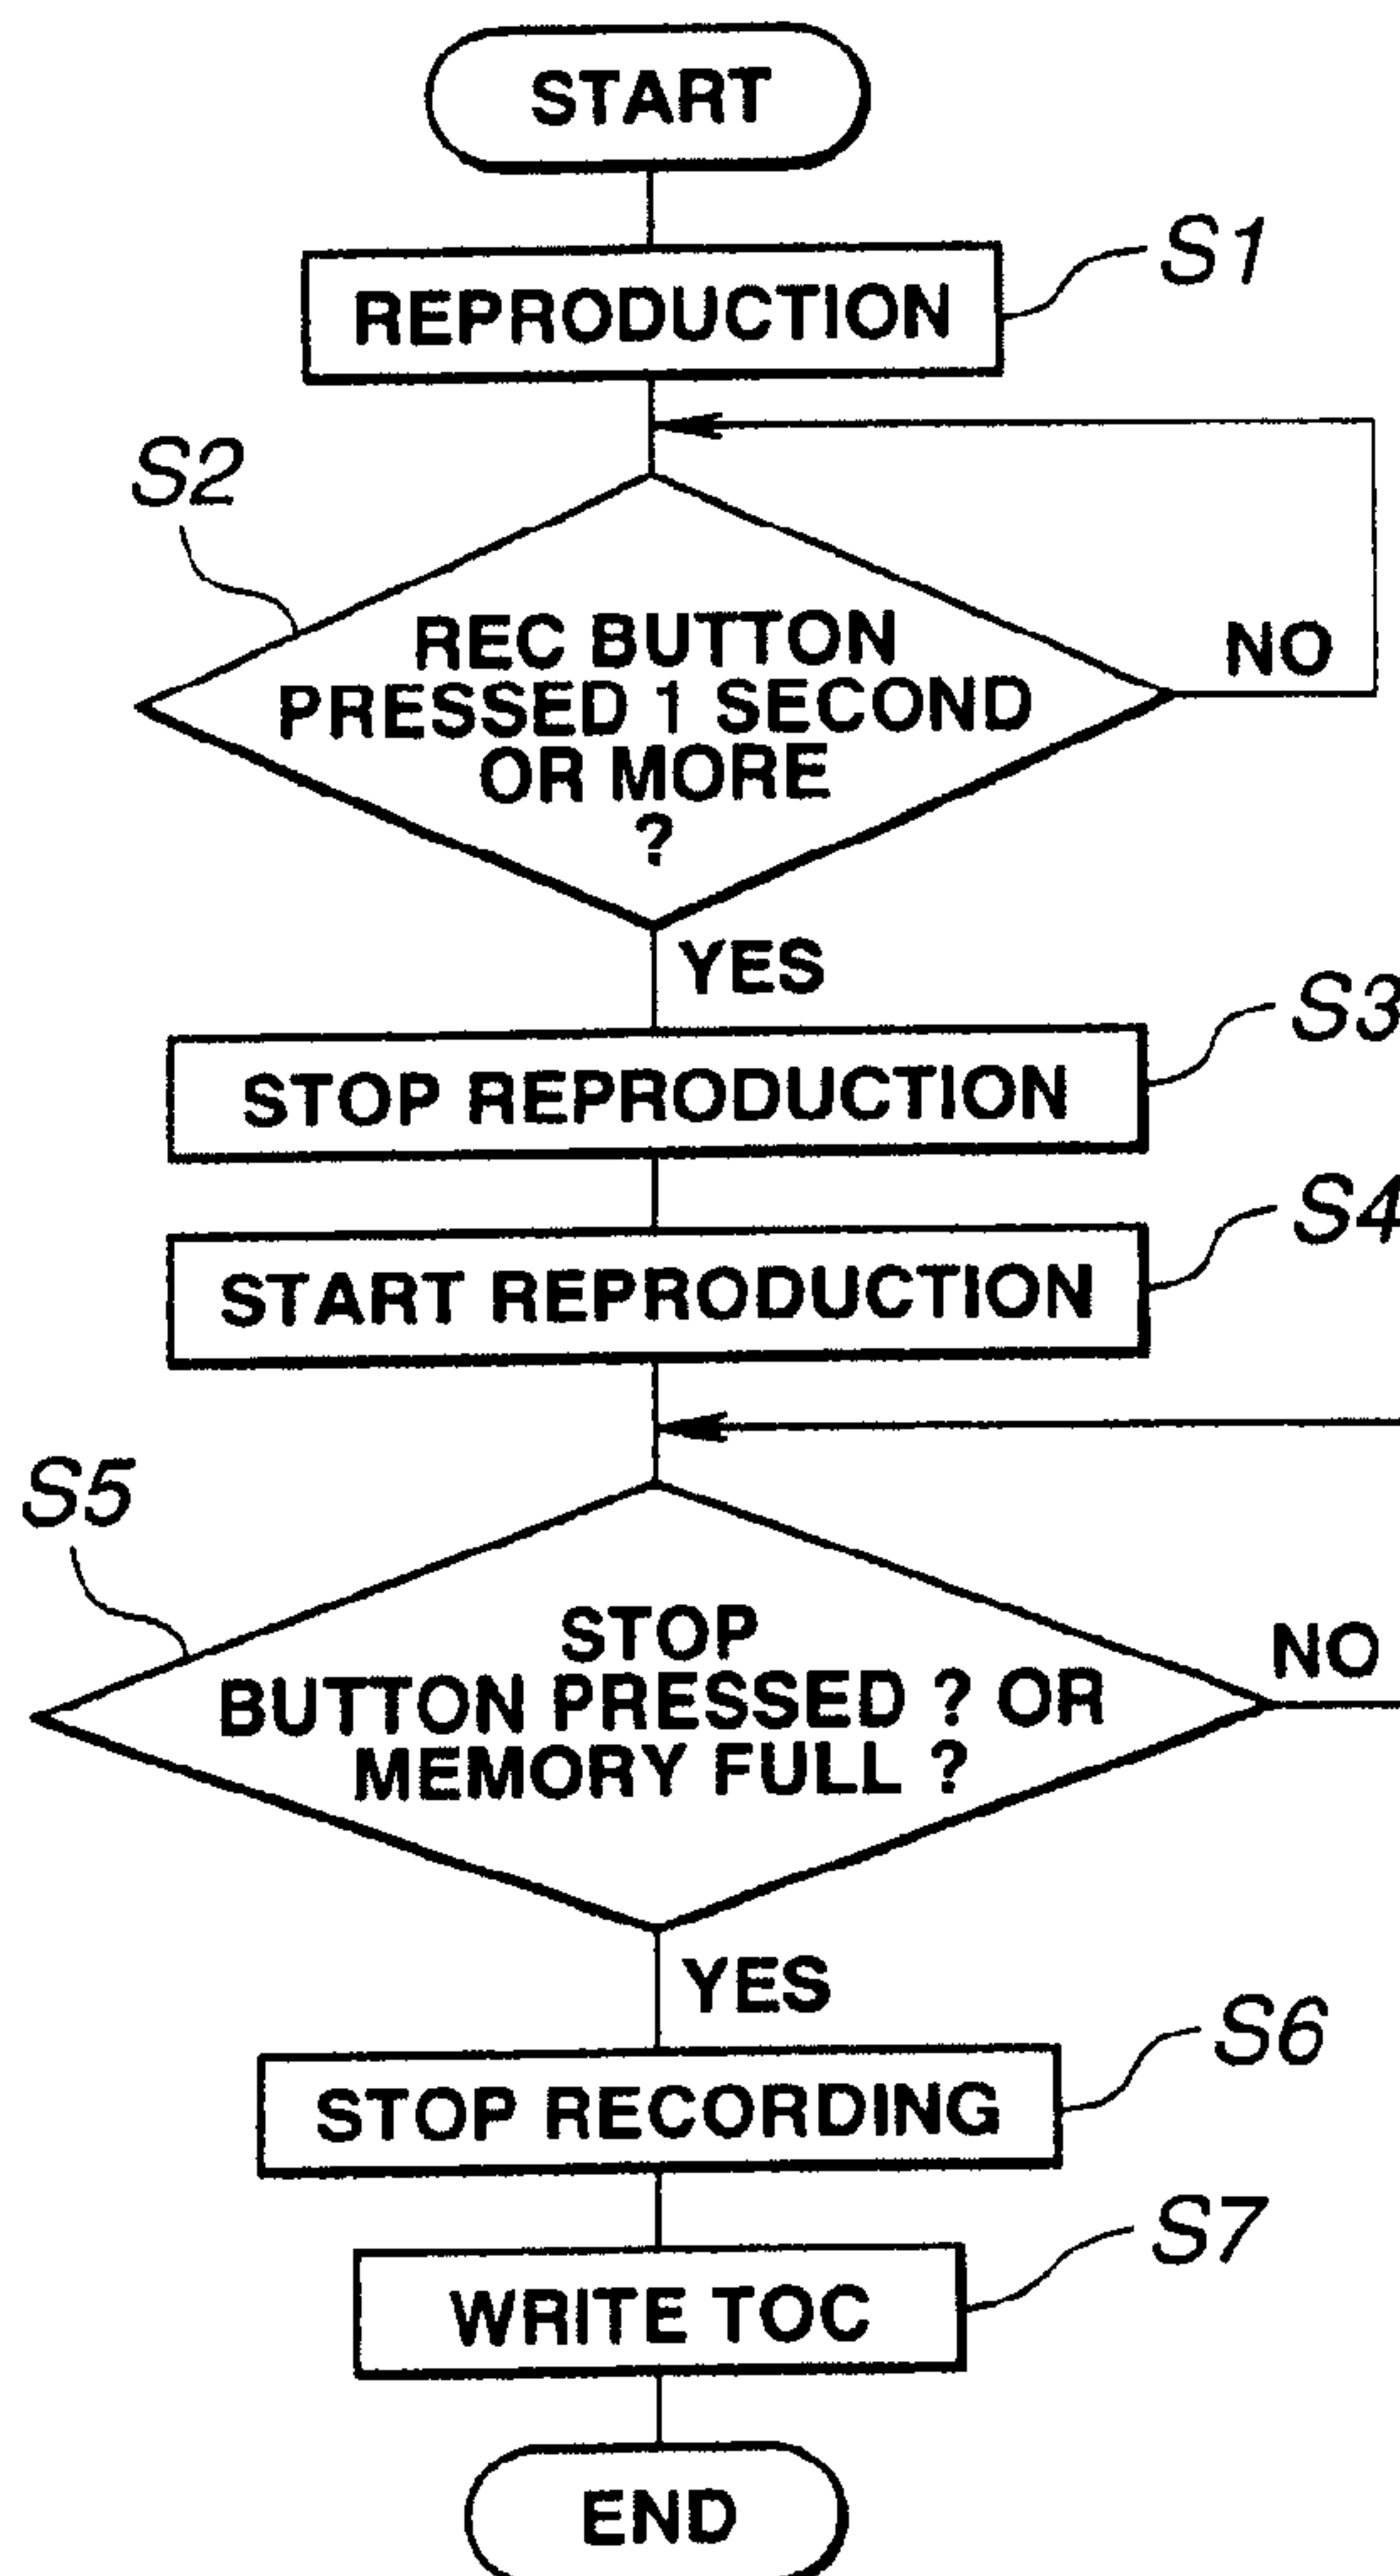 START
REPRODUCTION
S1
S2
REC BUTTON
PRESSED 1 SECOND
OR MORE
?
NO
YES
STOP REPRODUCTION
S3
START REPRODUCTION
S4
S5
STOP
BUTTON PRESSED ? OR
MEMORY FULL ?
NO
YES
STOP RECORDING
S6
WRITE TOC
S7
END